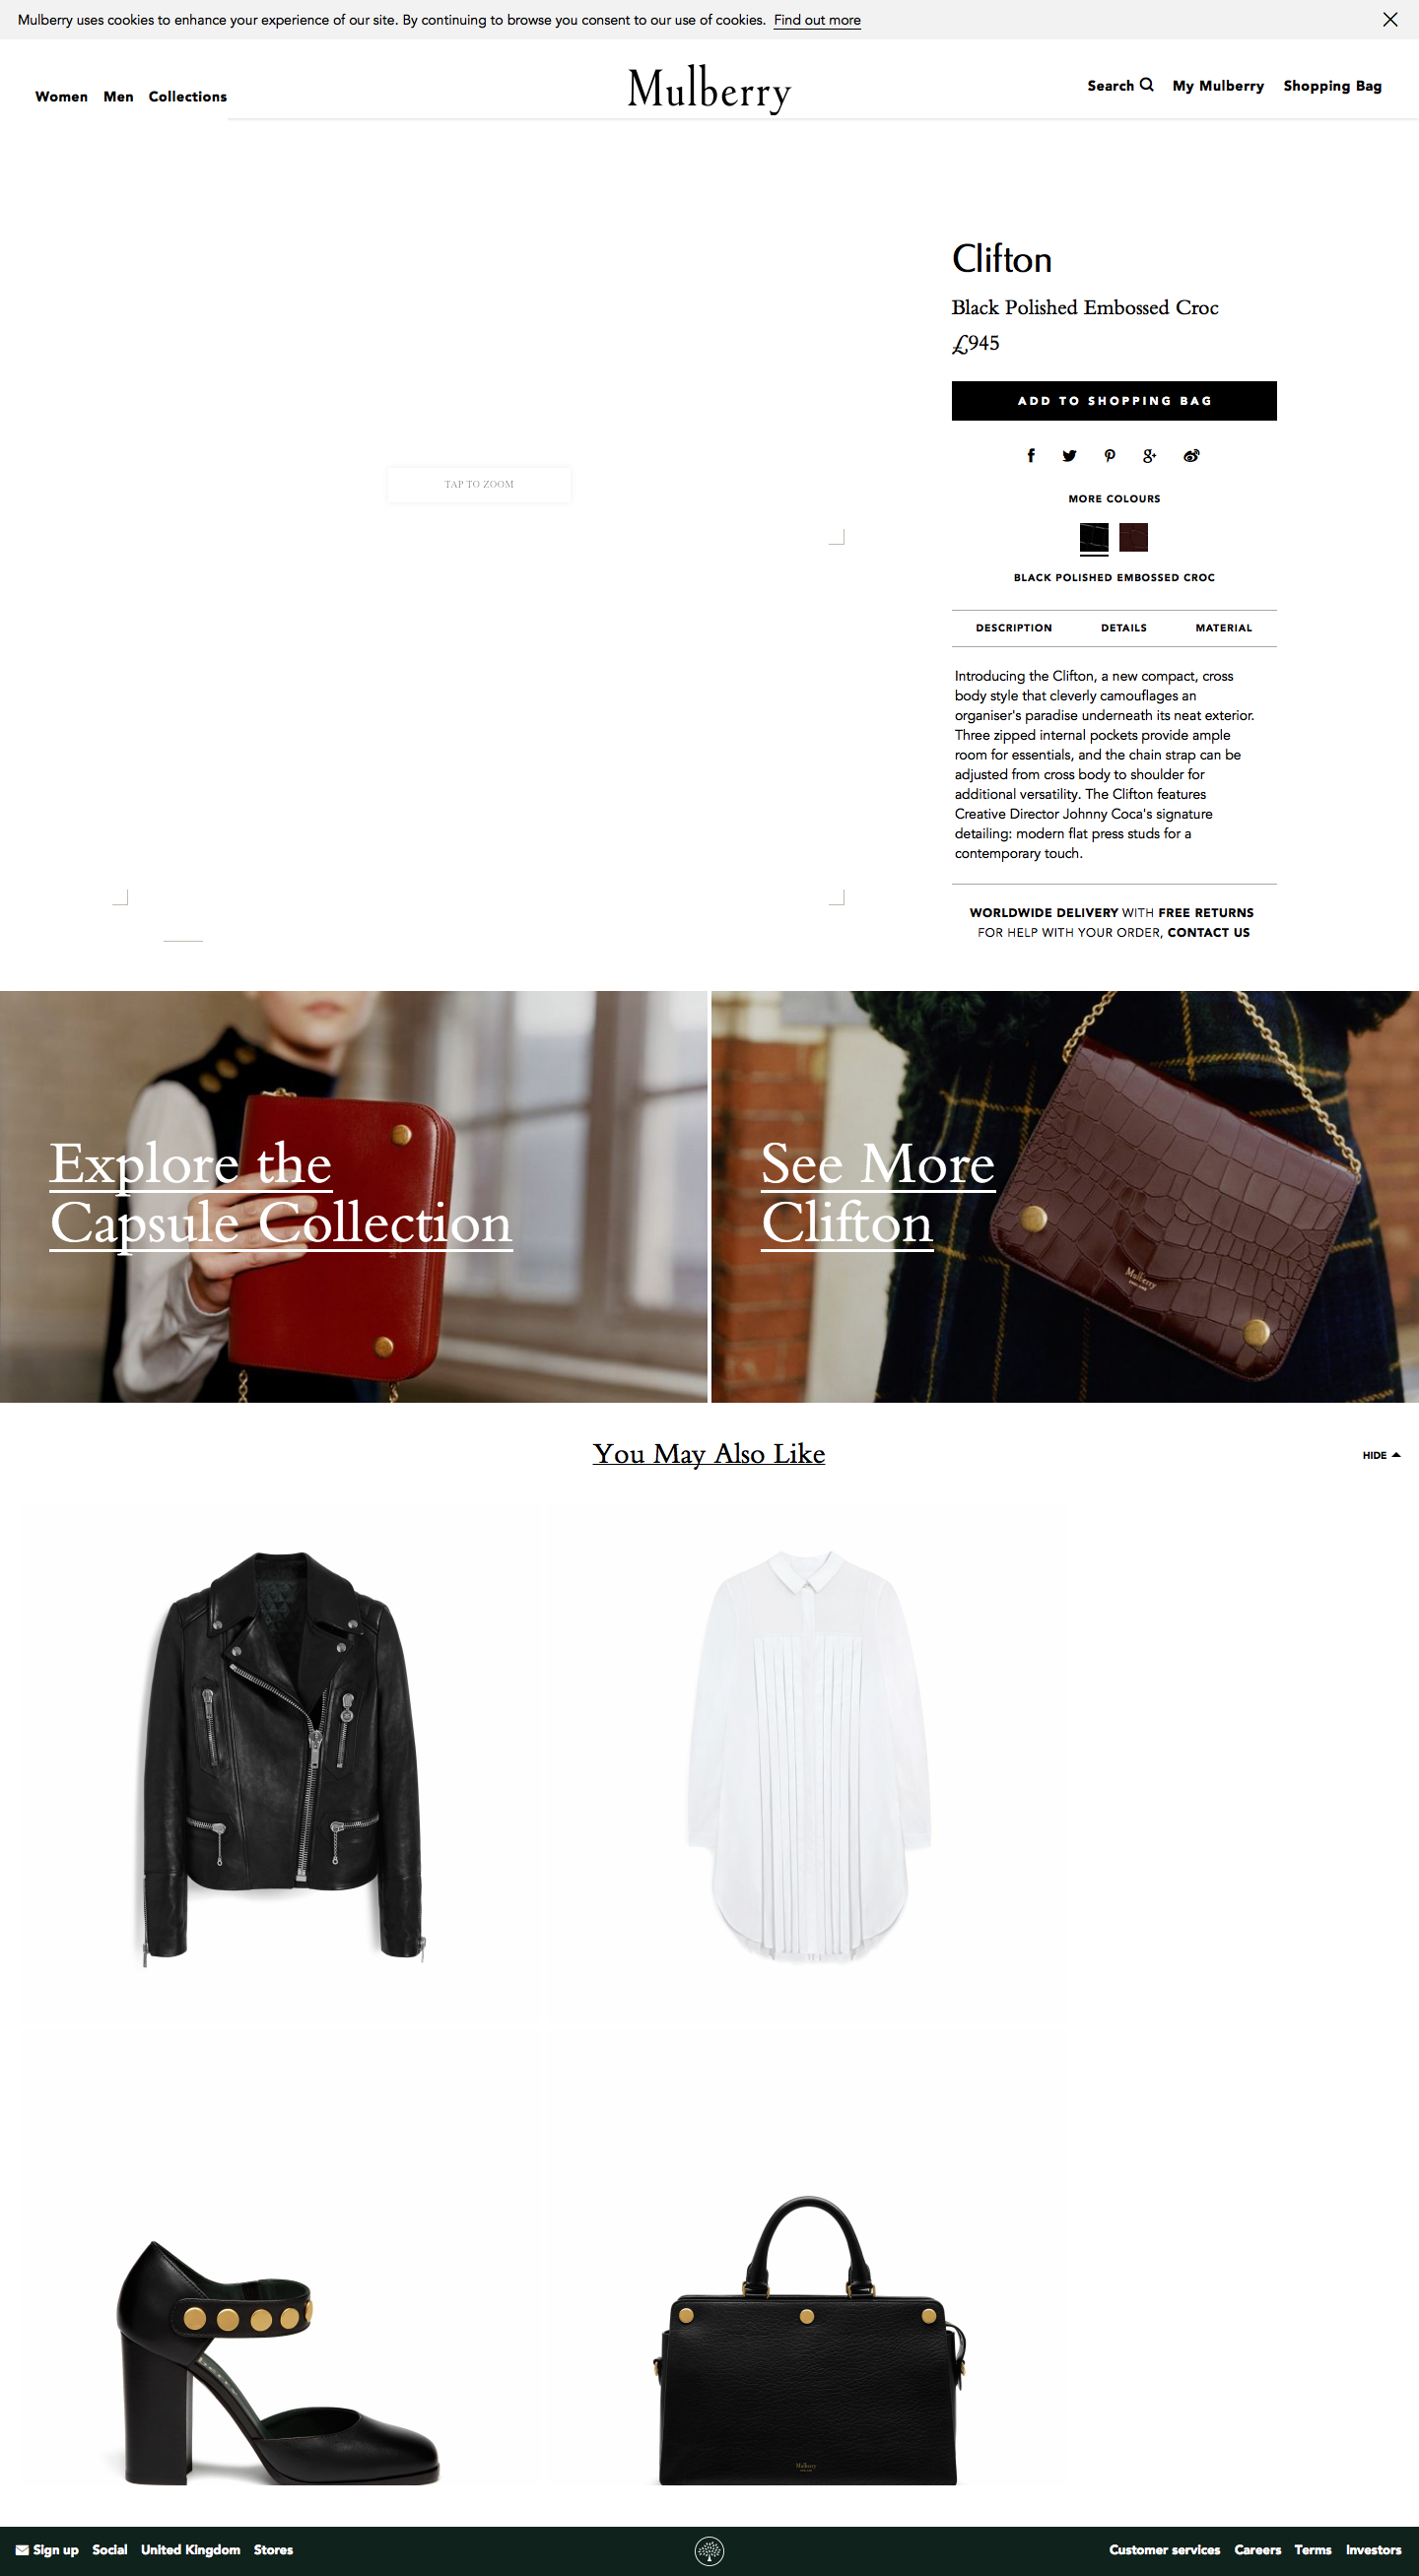 Mulberry uses cookies to enhance your experience of our site. By continuing to browse you consent to our use of cookies. Find out more
Women Men Collections
Mulberry
Search My Mulberry Shopping Bag
Clifton
Black Polished Embossed Croc
£945
ADD TO SHOPPING BAG
TAP TO ZOOM
MORE COLOURS
BLACK POLISHED EMBOSSED CROC
DESCRIPTION DETAILS MATERIAL
Introducing the Clifton, a new compact, cross
body style that cleverly camouflages an
organiser's paradise underneath its neat exterior.
Three zipped internal pockets provide ample
room for essentials, and the chain strap can be
adjusted from cross body to shoulder for
additional versatility. The Clifton features
Creative Director Johnny Coca's signature
detailing: modern flat press studs for a
contemporary touch.
WORLDWIDE DELIVERY WITH FREE RETURNS
FOR HELP WITH YOUR ORDER, CONTACT US
Explore the
Capsule Collection
See More
Clifton
Mulberry
You May Also Like
HIDE
Mulberry
Sign up Social United Kingdom Stores
Customer services Careers Terms Investors